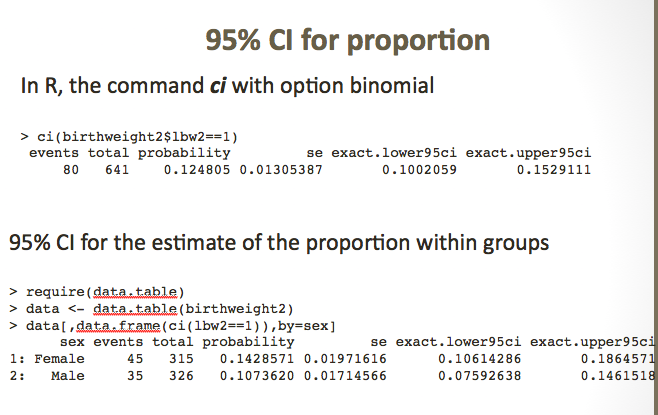 95% CI for proportion
In R, the command ci with option binomial
> ci(birthweight2$lbw2==1)
events total probability se exact.lower95ci exact.upper95ci
80 641 0.124805 0.01305387 0.1002059 0.1529111
95% CI for the estimate of the proportion within groups
> require(data.table)
> data <- data.table(birthweight2)
> data[,data.frame(ci(lbw2==1)),by=sex]
sex events total probability se exact.lower95ci exact.upper95ci
1: Female 45 315 0.1428571 0.01971616 0.10614286 0.1864571
2: Male 35 326 0.1073620 0.01714566 0.07592638 0.1461518